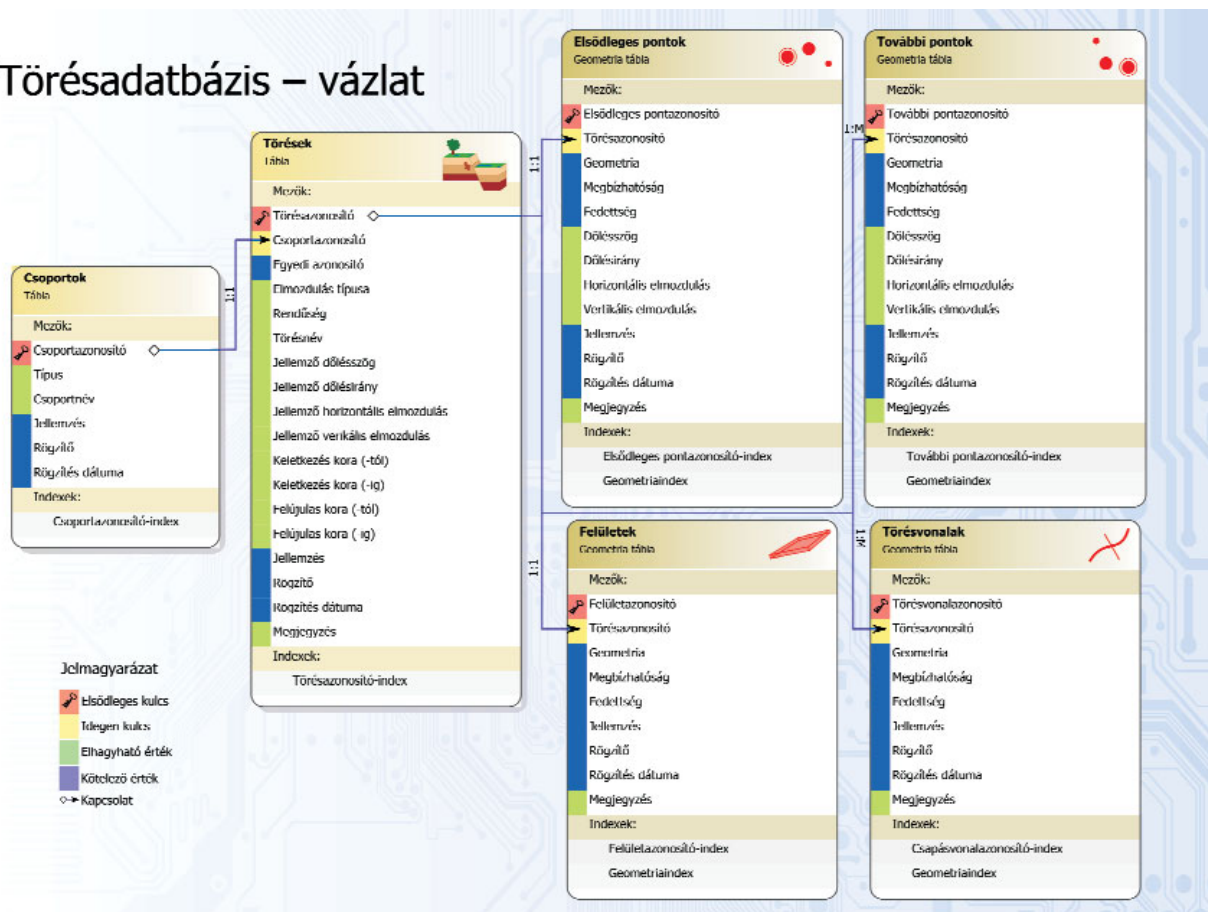 Törésadatbázis – vázlat
Csoportok
Tábla
Mezők:
Csoportazonosító
Típus
Csoportnév
Jellemzés
Rögzítő
Rögzítés dátuma
Indexek:
Csoportazonosító-index
1:1
Törések
Tábla
Mezők:
Törésazonosító
Csoportazonosító
Egyedi azonosító
Elmozdulás típusa
Rendűség
Törésnév
Jellemző dőlésszög
Jellemző dőlésirány
Jellemző horizontális elmozdulás
Jellemző verikális elmozdulás
Keletkezés kora (-tól)
Keletkezés kora (-ig)
Felújulas kora (-tól)
Felújulas kora (-ig)
Jellemzés
Rögzítő
Rögzítés dátuma
Megjegyzés
Indexek:
Törésazonosító-index
1:1
1:1
Elsődleges pontok
Geometria tábla
Mezők:
Elsődleges pontazonosító
Törésazonosító
Geometria
Megbízhatóság
Fedettség
Dőlésszög
Dőlésirány
Horizontális elmozdulás
Vertikális elmozdulás
Jellemzés
Rögzítő
Rögzítés dátuma
Megjegyzés
Indexek:
Elsődleges pontazonosító-index
Geometriaindex
1:M
További pontok
Geometria tábla
Mezők:
További pontazonosító
Törésazonosító
Geometria
Megbízhatóság
Fedettség
Dőlésszög
Dőlésirány
Horizontális elmozdulás
Vertikális elmozdulás
Jellemzés
Rögzítő
Rögzítés dátuma
Megjegyzés
Indexek:
További pontazonosító-index
Geometriaindex
Felületek
Geometria tábla
Mezők:
Felületazonosító
Törésazonosító
Geometria
Megbízhatóság
Fedettség
Jellemzés
Rögzítő
Rögzítés dátuma
Megjegyzés
Indexek:
Felületazonosító-index
Geometriaindex
1:M
Törésvonalak
Geometria tábla
Mezők:
Törésvonalazonosító
Törésazonosító
Geometria
Megbízhatóság
Fedettség
Jellemzés
Rögzítő
Rögzítés dátuma
Megjegyzés
Indexek:
Csapásvonalazonosító-index
Geometriaindex
Jelmagyarázat
Elsődleges kulcs
Idegen kulcs
Elhagyható érték
Kötelező érték
Kapcsolat